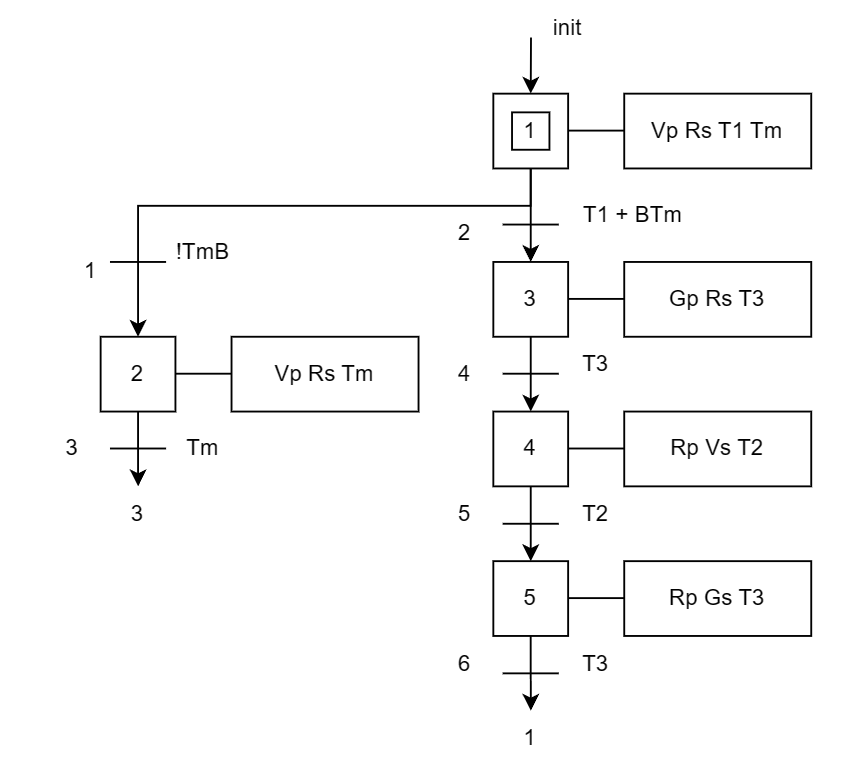 init
1
Vp Rs T1 Tm
T1 + BTm
2
!TmB
1
3
Gp Rs T3
T3
4
2
Vp Rs Tm
4
Rp Vs T2
3
Tm
3
5
T2
5
Rp Gs T3
6
T3
1